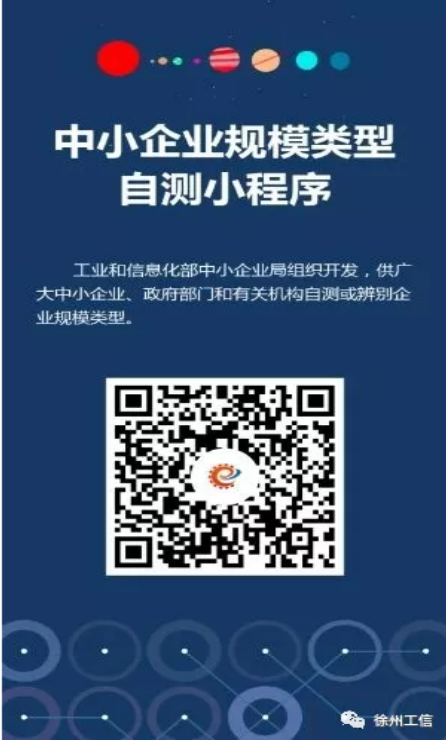 中小企业规模类型
自测小程序
工业和信息化部中小企业局组织开发，供广
大中小企业、政府部门和有关机构自测或辨别企
业规模类型。
徐州工信